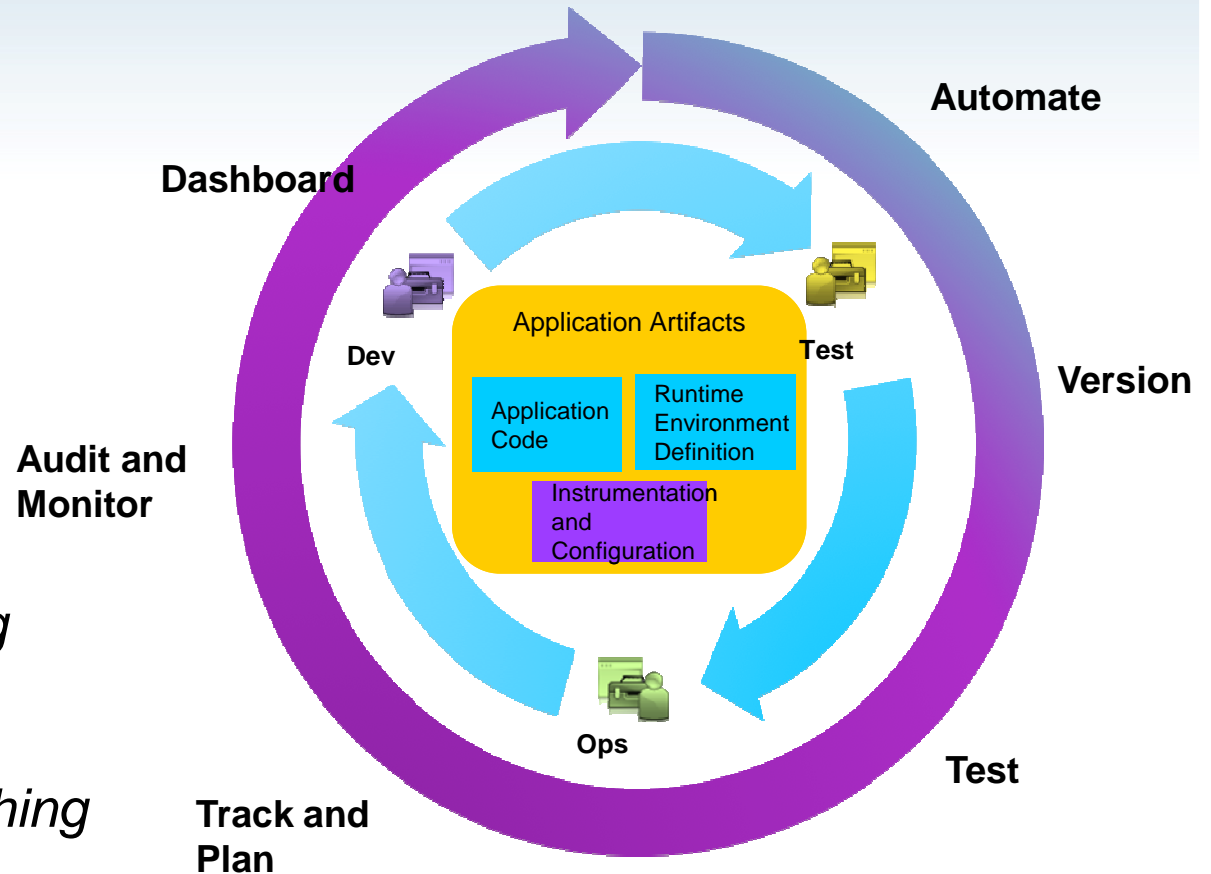 Automate
Dashboard
Application Artifacts
Dev
Test
Application
Code
Runtime
Environment
Definition
Version
Audit and
Monitor
Instrumentation
and
Configuration
g
Ops
Test
hing
Track and
Plan